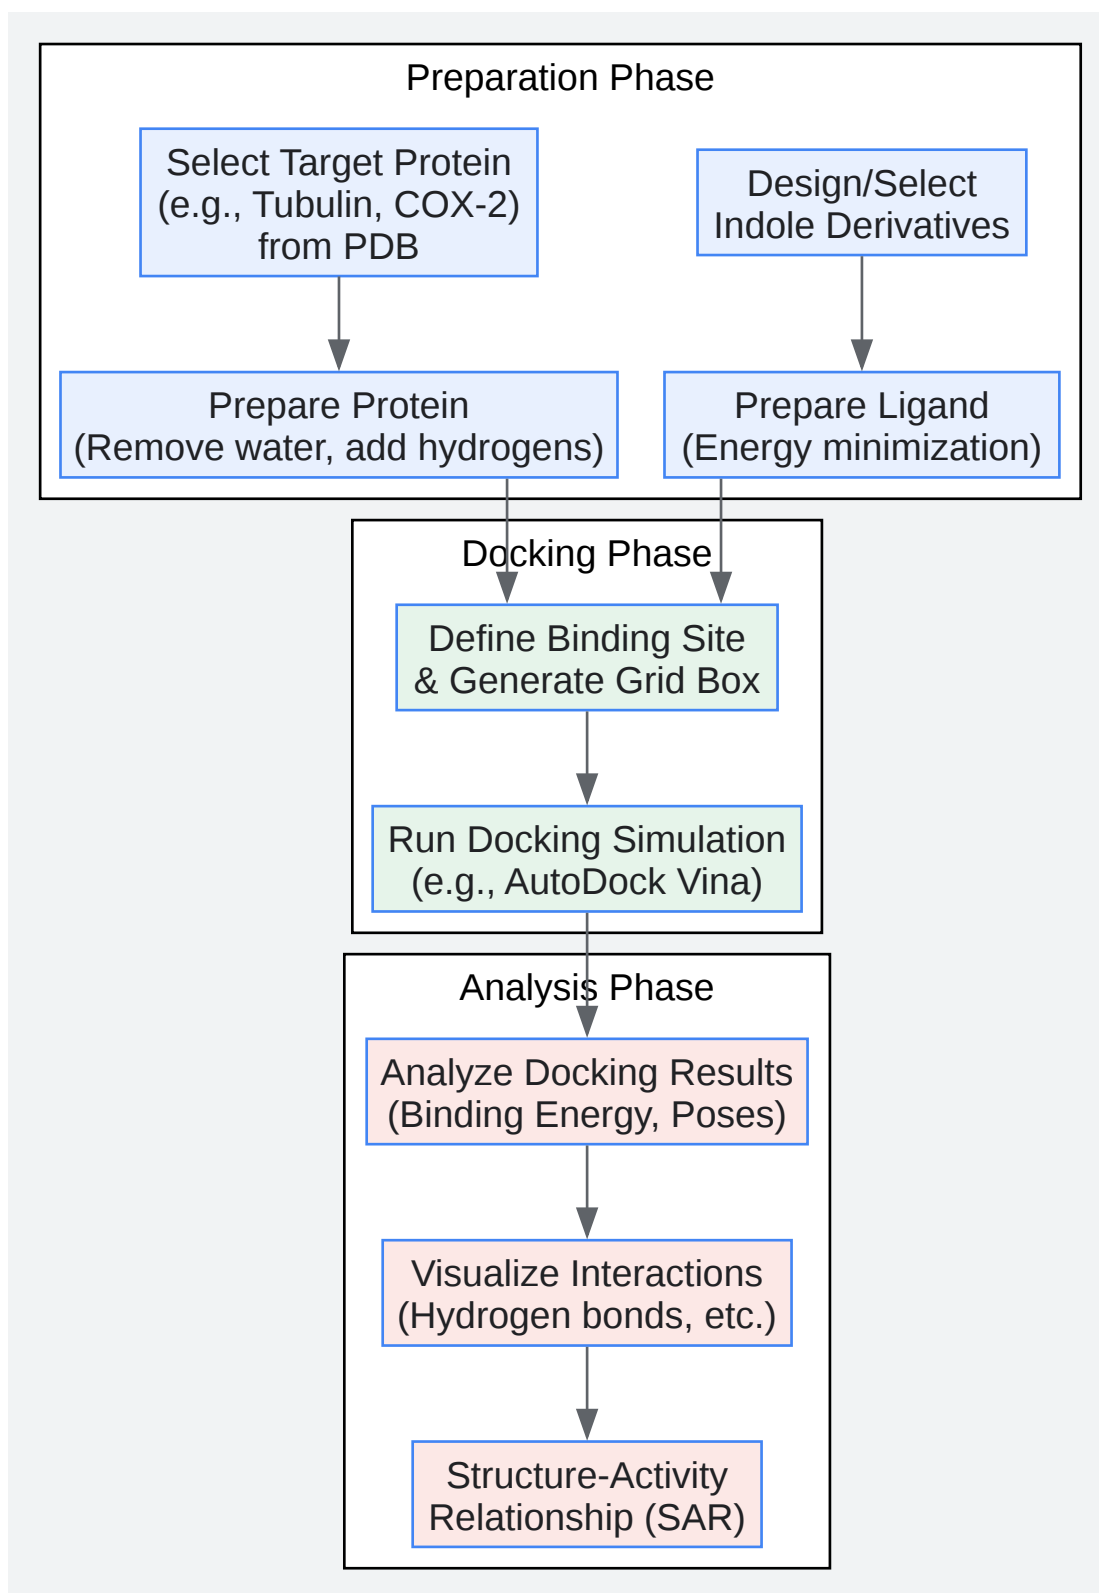 Preparation Phase
Select Target Protein
(e.g., Tubulin, COX-2)
from PDB
Design/Select
Indole Derivatives
Prepare Protein
(Remove water, add hydrogens)
Prepare Ligand
(Energy minimization)
Docking Phase
Define Binding Site
& Generate Grid Box
Run Docking Simulation
(e.g., AutoDock Vina)
Analysis Phase
Analyze Docking Results
(Binding Energy, Poses)
Visualize Interactions
(Hydrogen bonds, etc.)
Structure-Activity
Relationship (SAR)